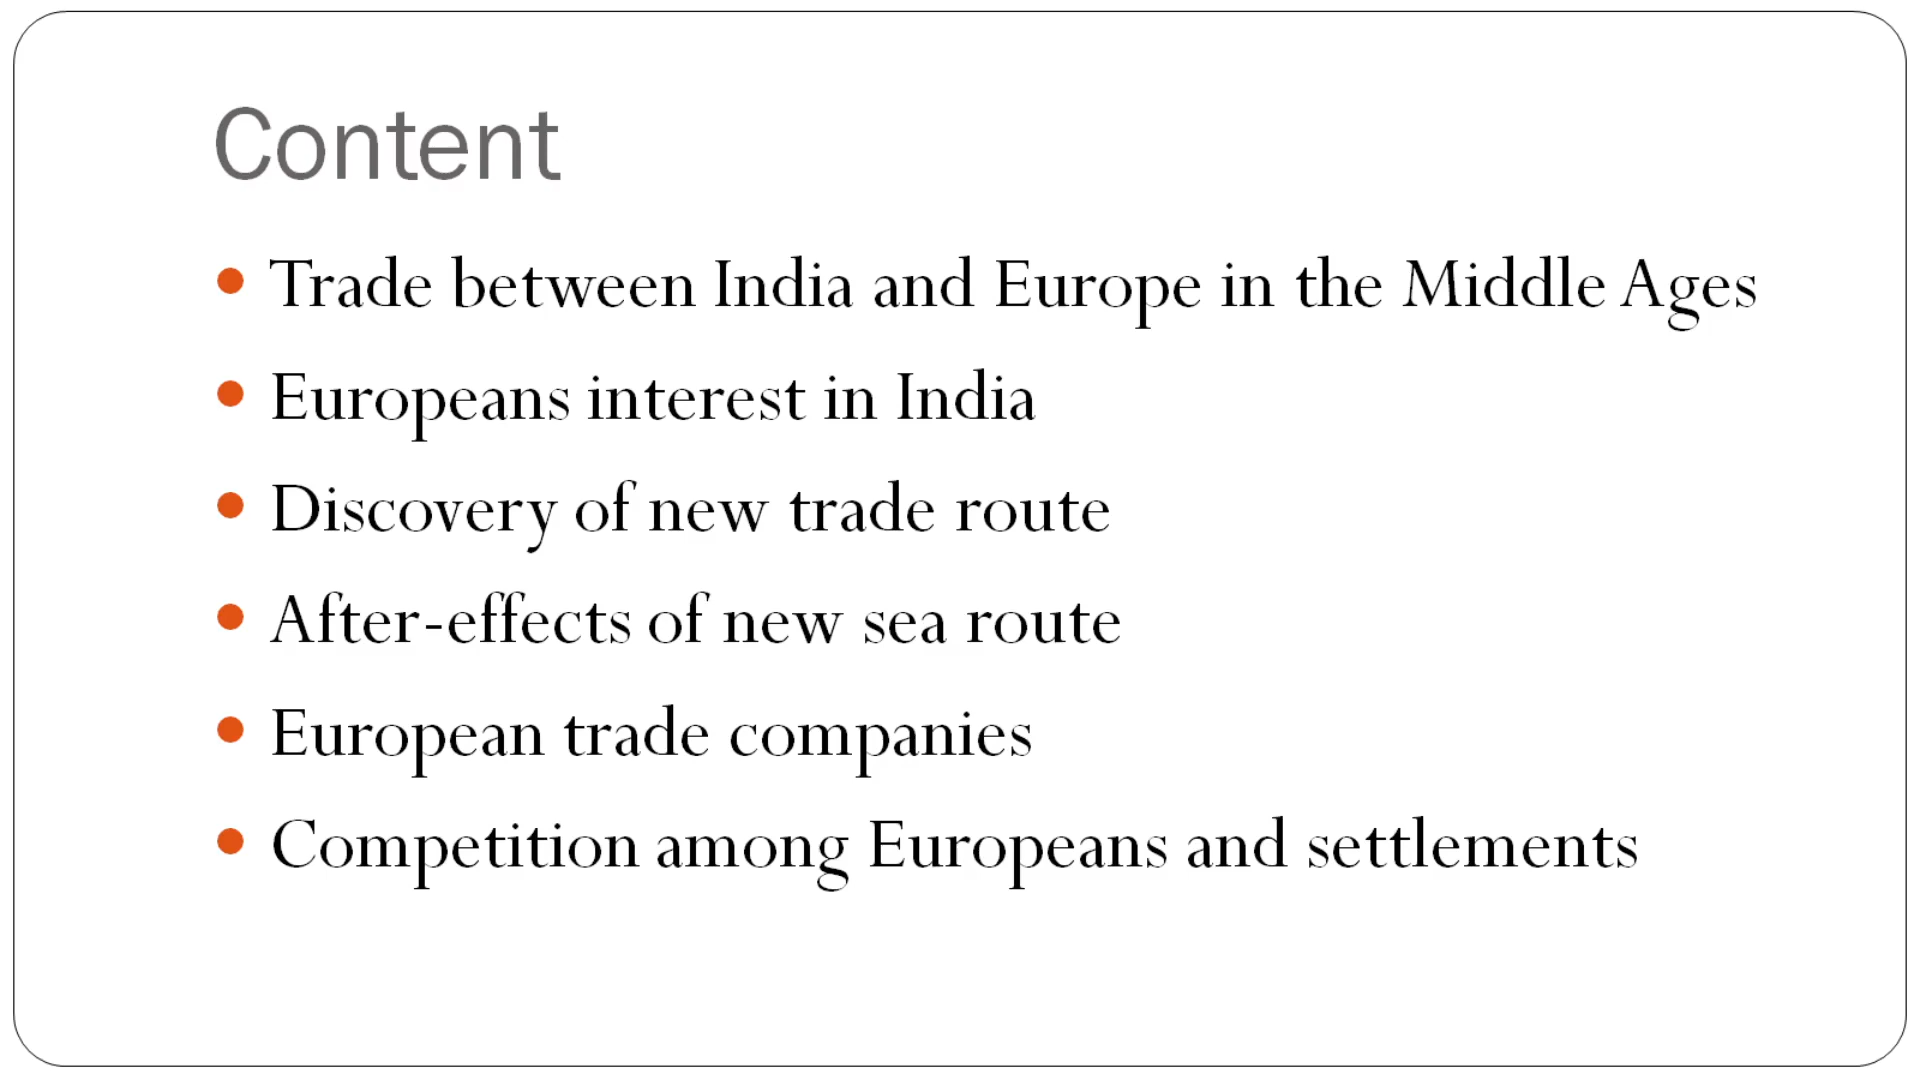 Content
• Trade between India and Europe in the Middle Ages
• Europeans interest in India
• Discovery of new trade route
• After-effects of new sea route
• European trade companies
• Competition among Europeans and settlements